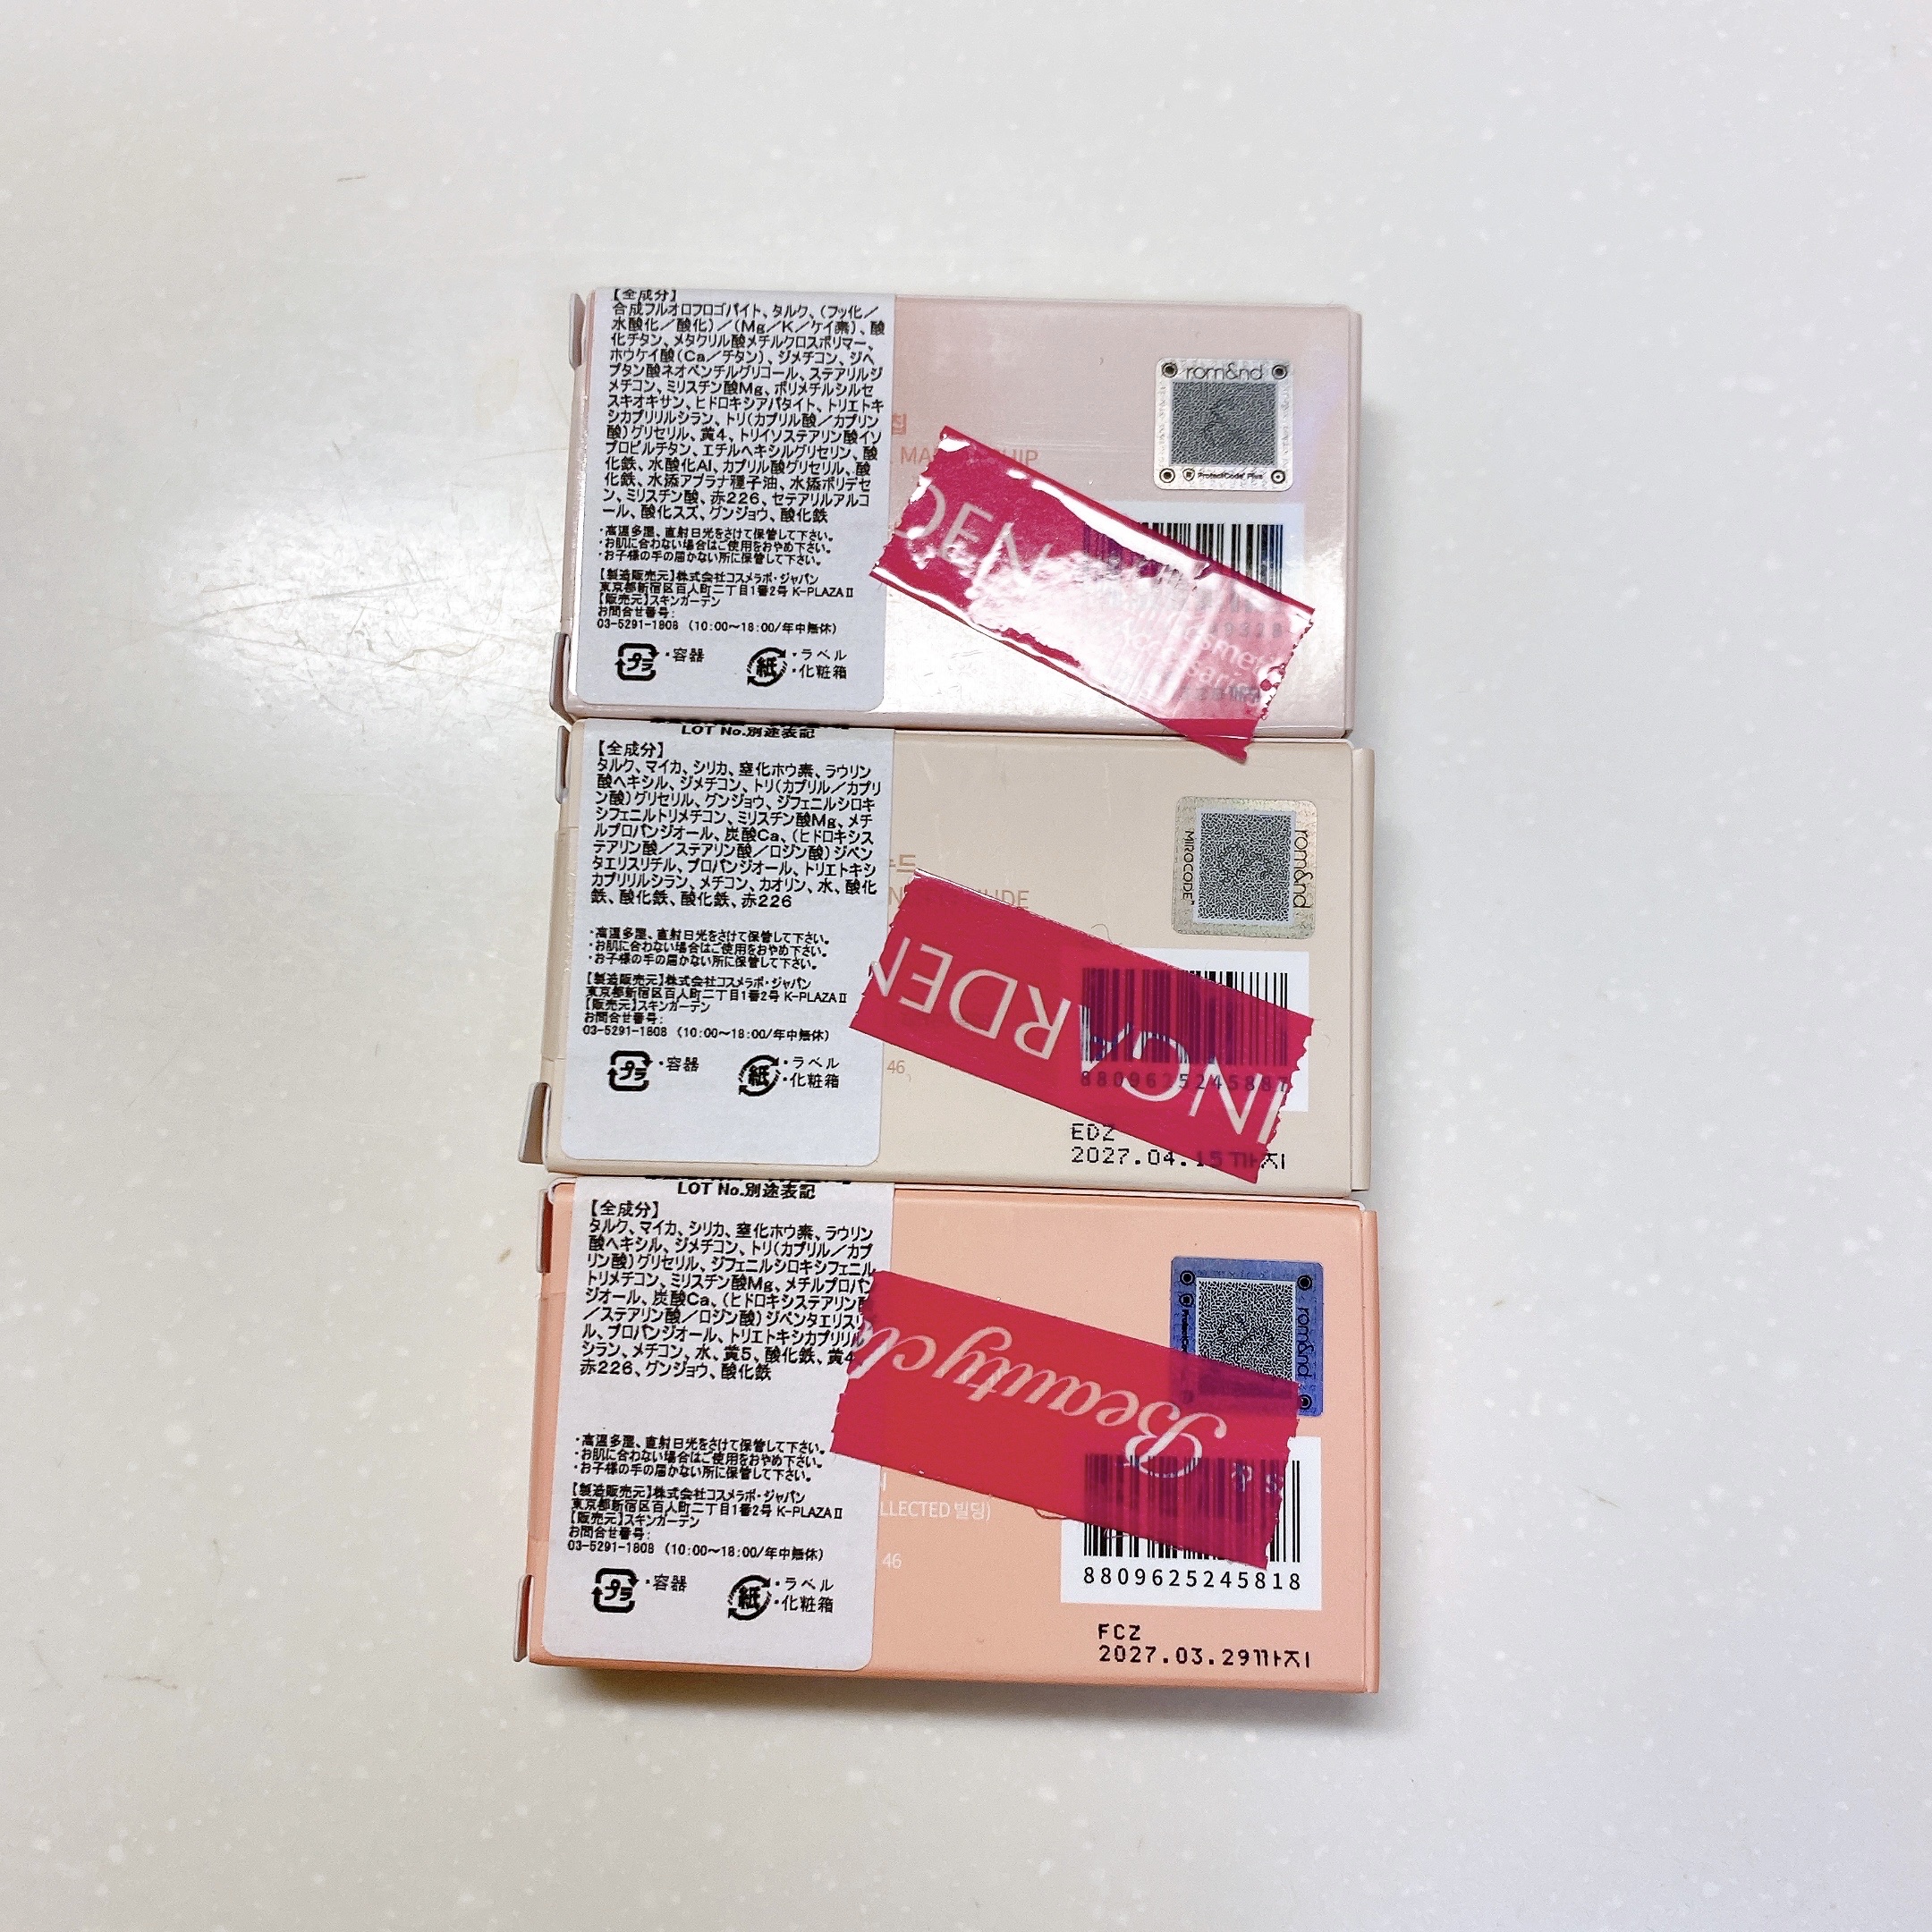 【全成分】
合成フルオロフロゴパイト、タルク、(フッ化/
水酸化/酸化)/(Mg/K/ケイ素)、酸
化チタン、メタクリル酸メチルクロスポリマー、
ホウケイ酸(Ca/チタン)、ジメチコン、ジヘ
プタン酸ネオペンチルグリコール、ステアリルジ
メチコン、ミリスチン酸Mg、ポリメチルシルセ
スキオキサン、ヒドロキシアパタイト、トリエトキ
シカプリリルシラン、トリ(カプリル酸/カプリン
酸)グリセリル、黄4、トリイソステアリン酸イソ
プロピルチタン、エチルヘキシルグリセリン、酸
化鉄、水酸化Al、カプリル酸グリセリル、酸
化鉄、水添アブラナ種子油、水添ポリデセ
ン、ミリスチン酸、赤226、セテアリルアルコ
ール、酸化スズ、グンジョウ、酸化鉄
・高温多湿、直射日光をさけて保管して下さい。
・お肌に合わない場合はご使用をおやめ下さい。
・お子様の手の届かない所に保管して下さい。
【製造販売元】株式会社コスメラボ・ジャパン
東京都新宿区百人町二丁目1番2号 K-PLAZAⅡ
【販売元】スキンガーデン
お問合せ番号:
03-5291-1808 (10:00〜18:00/年中無休)
プラ ・容器 紙 ・ラベル
・化粧箱
rom&nd
ProtectCode Plus
DEN
LOT No.別途表記
【全成分】
タルク、マイカ、シリカ、窒化ホウ素、ラウリン
酸ヘキシル、ジメチコン、トリ(カプリル/カプリ
ン酸)グリセリル、グンジョウ、ジフェニルシロキ
シフェニルトリメチコン、ミリスチン酸Mg、メチ
ルプロパンジオール、炭酸Ca、(ヒドロキシス
テアリン酸/ステアリン酸/ロジン酸)ジペン
タエリスリチル、プロパンジオール、トリエトキシ
カプリリルシラン、メチコン、カオリン、水、酸化
鉄、酸化鉄、酸化鉄、赤226
・高温多湿、直射日光をさけて保管して下さい。
・お肌に合わない場合はご使用をおやめ下さい。
・お子様の手の届かない所に保管して下さい。
【製造販売元】株式会社コスメラボ・ジャパン
東京都新宿区百人町二丁目1番2号 K-PLAZAⅡ
【販売元】スキンガーデン
お問合せ番号:
03-5291-1808 (10:00〜18:00/年中無休)
プラ ・容器 紙 ・ラベル
・化粧箱
46
rom&nd
MIROCODE
INGARDEN
8809625245887
EDZ
2027.04.15까지
LOT No.別途表記
【全成分】
タルク、マイカ、シリカ、窒化ホウ素、ラウリン
酸ヘキシル、ジメチコン、トリ(カプリル/カプ
リン酸)グリセリル、ジフェニルシロキシフェニル
トリメチコン、ミリスチン酸Mg、メチルプロパン
ジオール、炭酸Ca、(ヒドロキシステアリン酸
/ステアリン酸/ロジン酸)ジペンタエリスリ
ル、プロパンジオール、トリエトキシカプリリル
シラン、メチコン、水、黄5、酸化鉄、黄4、
赤226、グンジョウ、酸化鉄
・高温多湿、直射日光をさけて保管して下さい。
・お肌に合わない場合はご使用をおやめ下さい。
・お子様の手の届かない所に保管して下さい。
【製造販売元】株式会社コスメラボ・ジャパン
東京都新宿区百人町二丁目1番2号 K-PLAZAⅡ
【販売元】スキンガーデン
お問合せ番号:
03-5291-1808 (10:00〜18:00/年中無休)
プラ ・容器 紙 ・ラベル
・化粧箱
LLECTED 빌딩)
46
rom&nd
Beauty
8809625245818
FCZ
2027.03.29까지